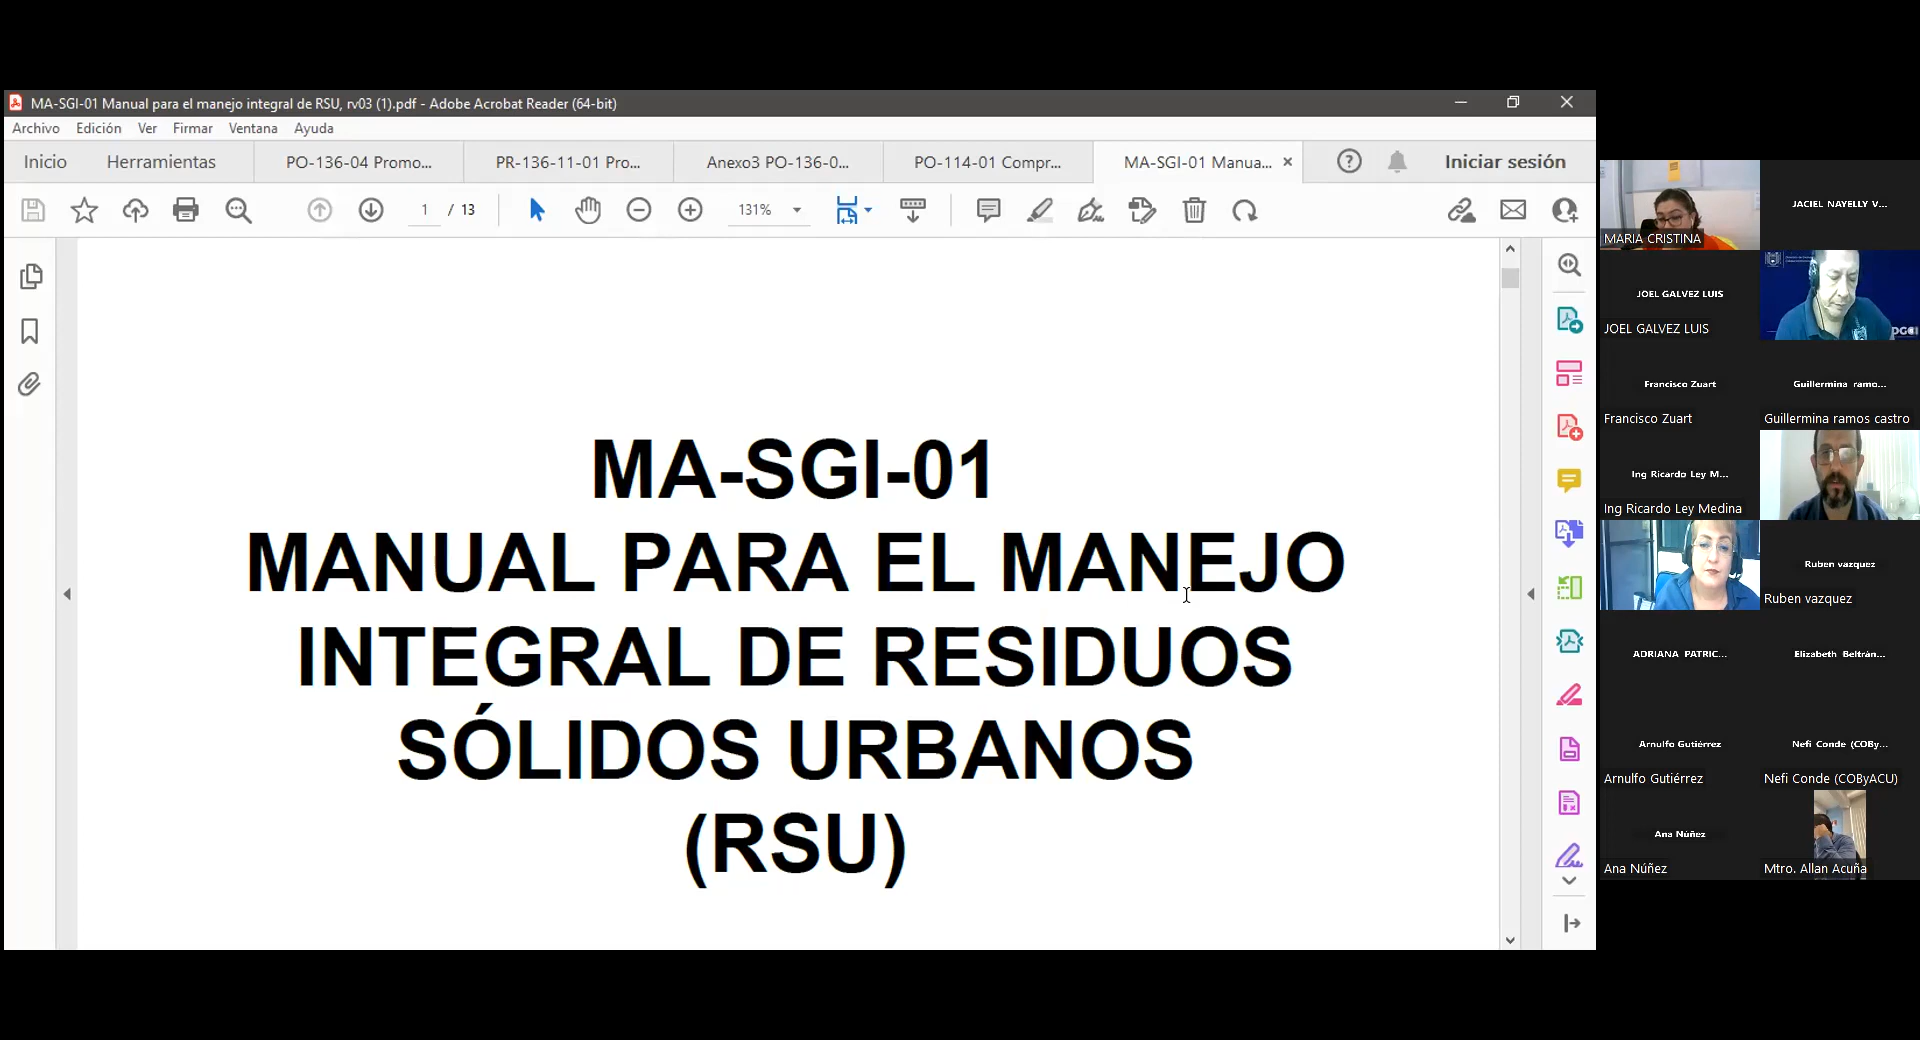 MA-SGI-01 Manual para el manejo integral de RSU, rv03 (1).pdf - Adobe Acrobat Reader (64-bit)
Archivo Edición Ver Firmar Ventana Ayuda
Inicio Herramientas PO-136-04 Promo... PR-136-11-01 Pro... Anexo3 PO-136-0... PO-114-01 Compr... MA-SGI-01 Manua... Iniciar sesión
1 / 13 131%
MA-SGI-01
MANUAL PARA EL MANEJO
INTEGRAL DE RESIDUOS
SÓLIDOS URBANOS
(RSU)
MARIA CRISTINA
JACIEL NAYELLY V...
JOEL GALVEZ LUIS
JOEL GALVEZ LUIS
DGCI
Francisco Zuart
Francisco Zuart
Guillermina ramo...
Guillermina ramos castro
Ing Ricardo Ley M...
Ing Ricardo Ley Medina
Ruben vazquez
Ruben vazquez
ADRIANA PATRIC...
Elizabeth Beltrán...
Arnulfo Gutiérrez
Arnulfo Gutiérrez
Nefi Conde (COBy...
Nefi Conde (COByACU)
Ana Núñez
Ana Núñez
Mtro. Allan Acuña